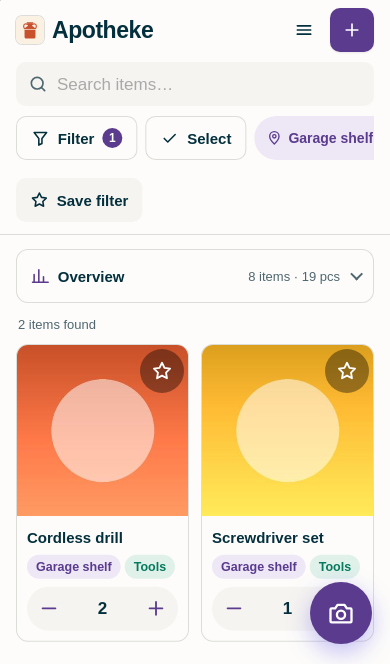 Apotheke
Search items…
Filter 1 Select Garage shelf
Save filter
Overview 8 items · 19 pcs
2 items found
Cordless drill
Garage shelf Tools
2
Screwdriver set
Garage shelf Tools
1